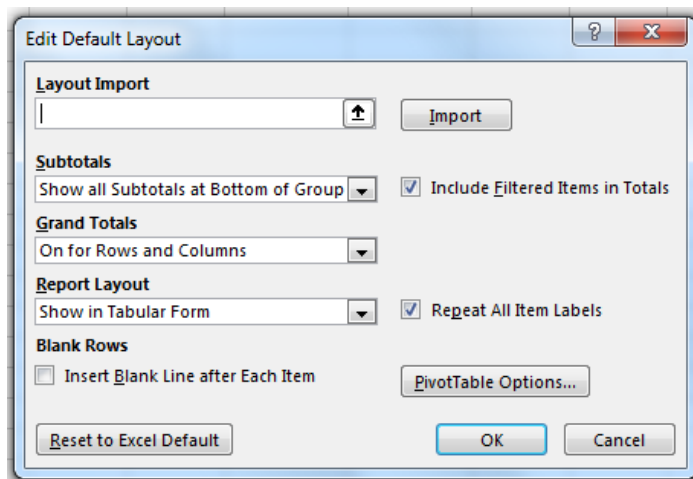 Edit Default Layout
Layout Import
Import
Subtotals
Show all Subtotals at Bottom of Group
Include Filtered Items in Totals
Grand Totals
On for Rows and Columns
Report Layout
Show in Tabular Form
Repeat All Item Labels
Blank Rows
Insert Blank Line after Each Item
PivotTable Options...
Reset to Excel Default
OK
Cancel